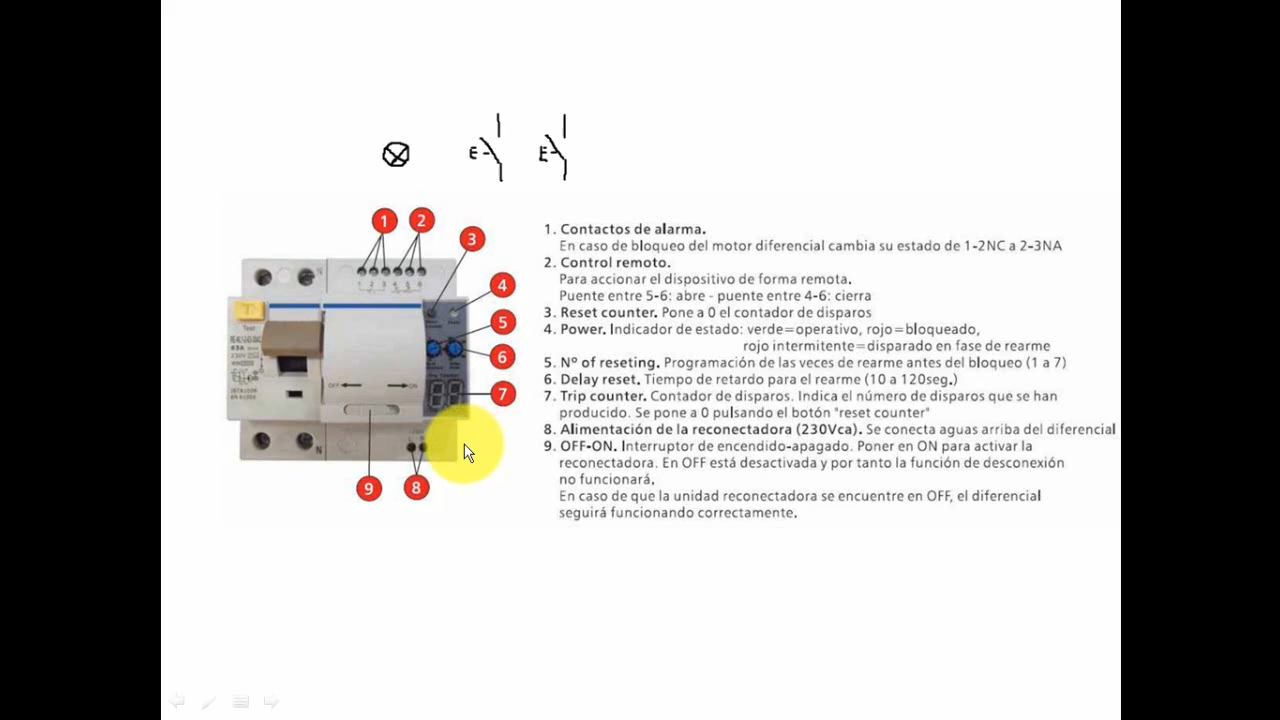 E
E
1
2
3
4
5
6
7
8
9
1 2 3 4 5 6
Test
63A
230V
OFF
ON
N
1. Contactos de alarma.
En caso de bloqueo del motor diferencial cambia su estado de 1-2NC a 2-3NA
2. Control remoto.
Para accionar el dispositivo de forma remota.
Puente entre 5-6: abre - puente entre 4-6: cierra
3. Reset counter. Pone a 0 el contador de disparos
4. Power. Indicador de estado: verde=operativo, rojo=bloqueado,
rojo intermitente=disparado en fase de rearme
5. Nº of reseting. Programación de las veces de rearme antes del bloqueo (1 a 7)
6. Delay reset. Tiempo de retardo para el rearme (10 a 120seg.)
7. Trip counter. Contador de disparos. Indica el número de disparos que se han
producido. Se pone a 0 pulsando el botón "reset counter"
8. Alimentación de la reconectadora (230Vca). Se conecta aguas arriba del diferencial
9. OFF-ON. Interruptor de encendido-apagado. Poner en ON para activar la
reconectadora. En OFF está desactivada y por tanto la función de desconexión
no funcionará.
En caso de que la unidad reconectadora se encuentre en OFF, el diferencial
seguirá funcionando correctamente.